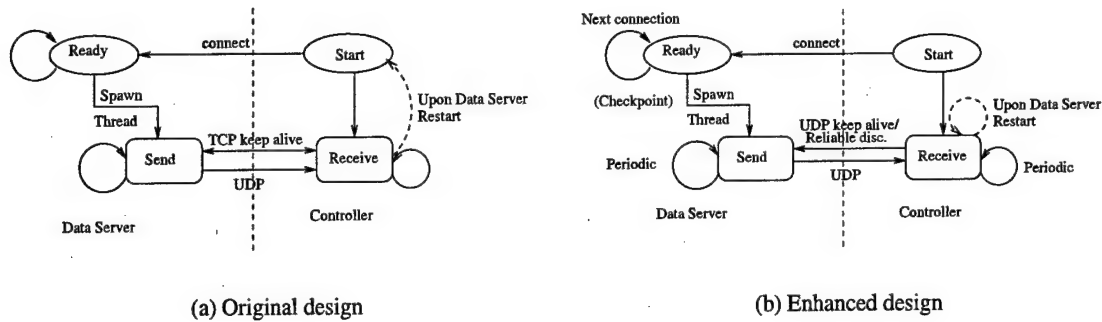 Ready
connect
Start
Spawn
Thread
Upon Data Server
Restart
TCP keep alive
Send
Receive
UDP
Controller
Data Server
(a) Original design
Next connection
Ready
connect
Start
(Checkpoint)
Spawn
Thread
Upon Data Server
Restart
UDP keep alive/
Reliable disc.
Periodic
Send
Receive
Periodic
UDP
Data Server
Controller
(b) Enhanced design